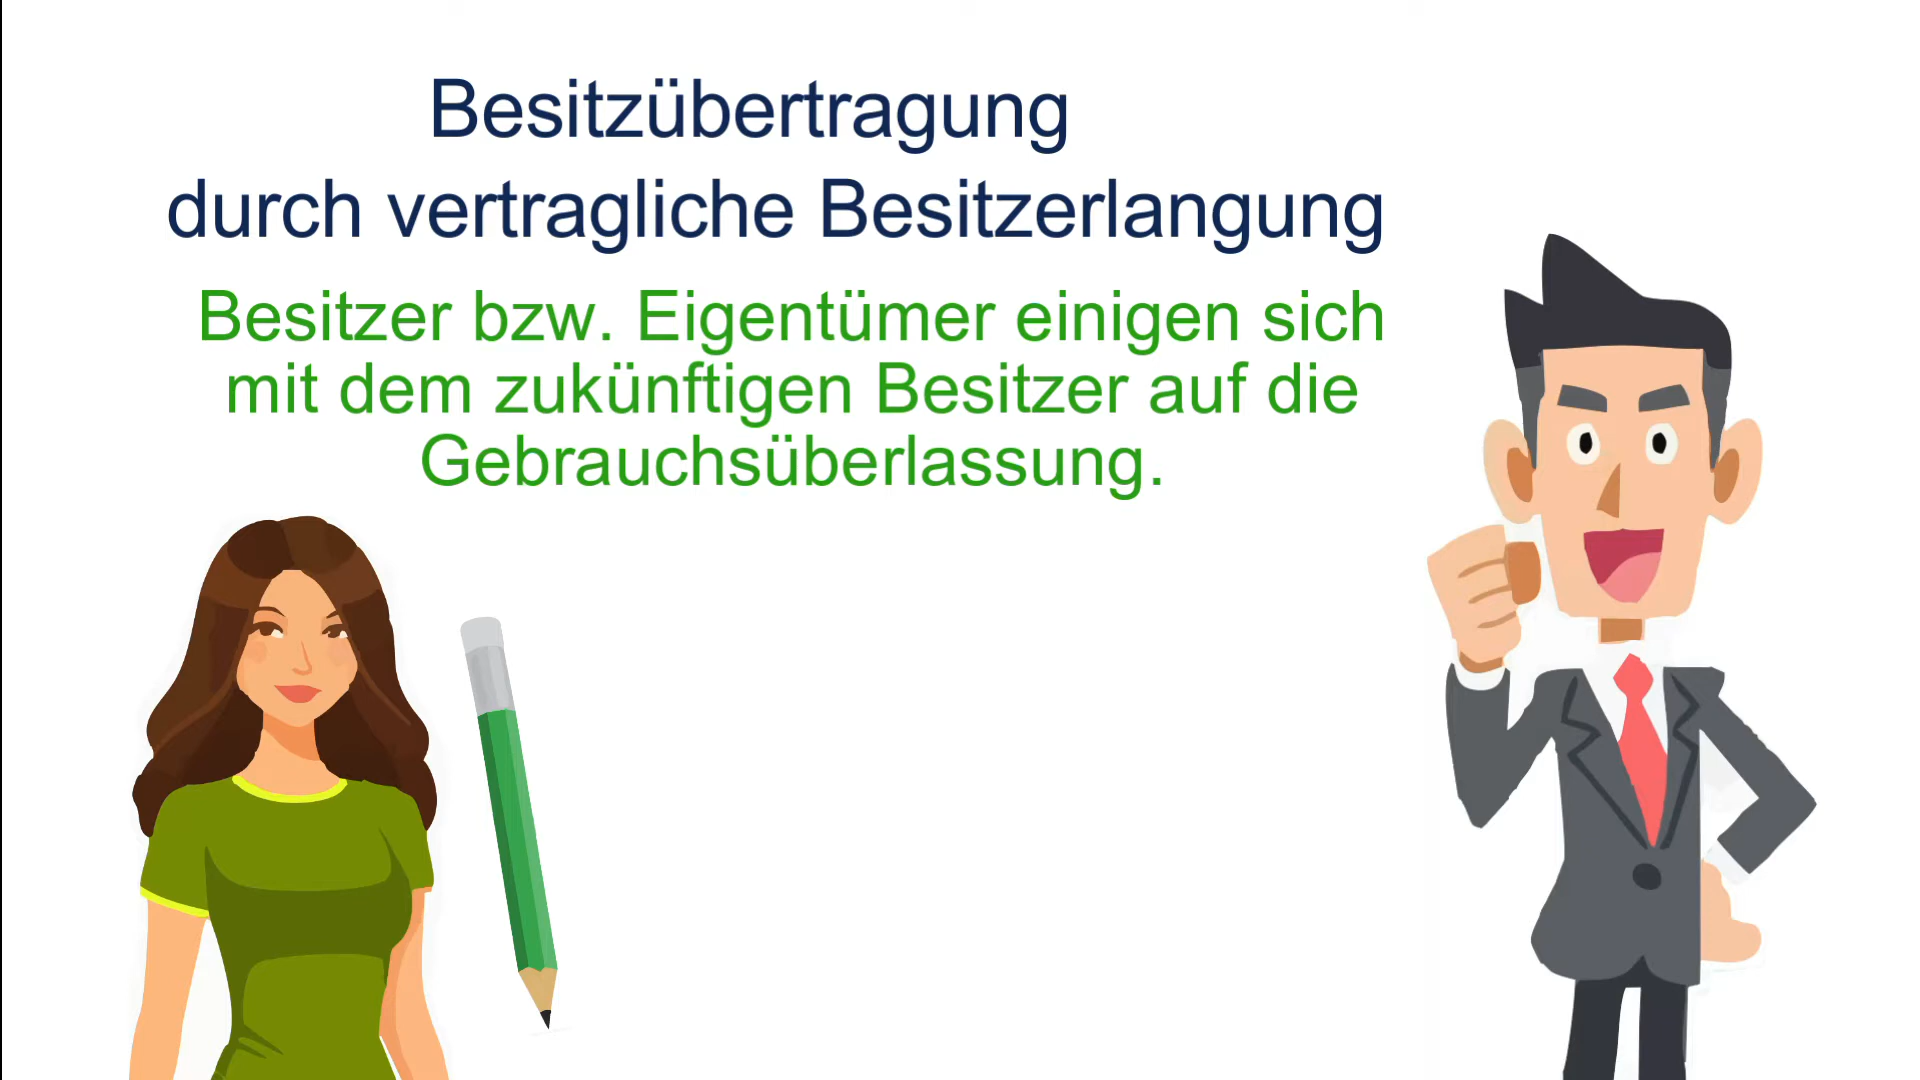 Besitzübertragung
durch vertragliche Besitzerlangung
Besitzer bzw. Eigentümer einigen sich
mit dem zukünftigen Besitzer auf die
Gebrauchsüberlassung.